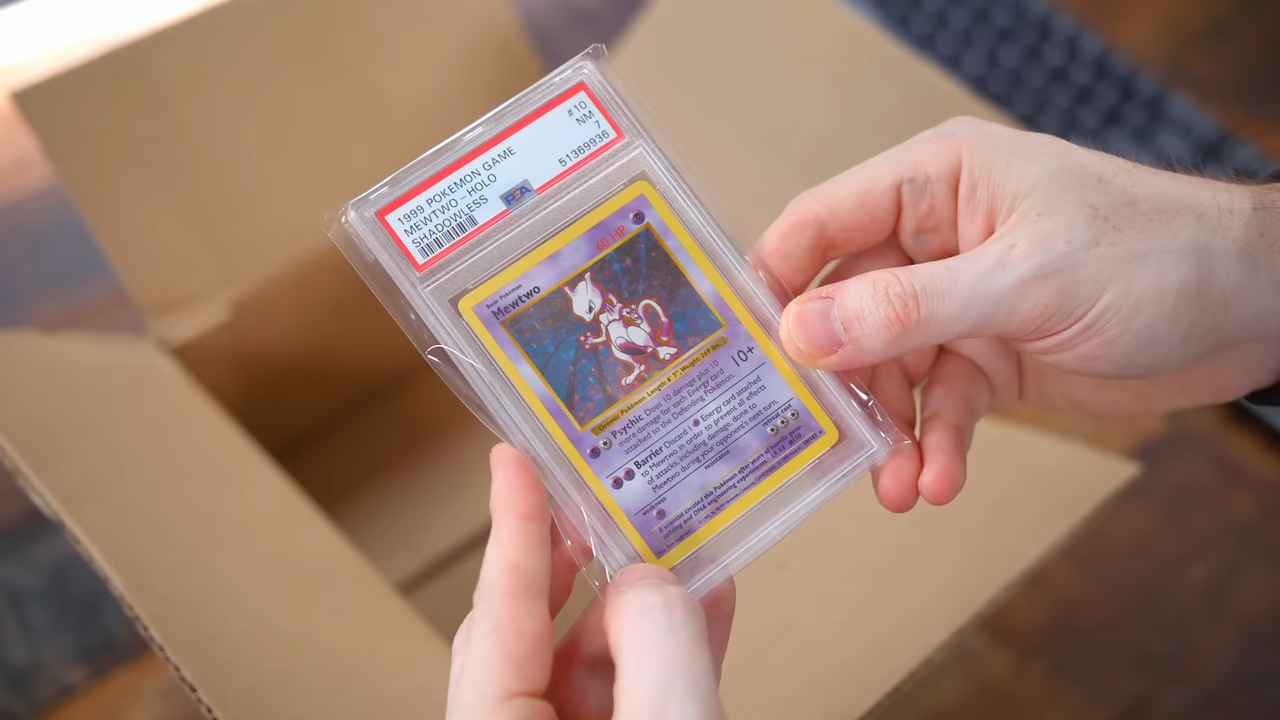 1999 POKEMON GAME
#10
MEWTWO - HOLO
NM
7
SHADOWLESS
51369936
PSA
Basic Pokémon
Mewtwo
60 HP
Genetic Pokémon. Length: 6' 7", Weight: 269 lbs.
Psychic Does 10 damage plus 10
more damage for each Energy card
attached to the Defending Pokémon.
10+
Barrier Discard 1 Energy card attached
to Mewtwo in order to prevent all effects
of attacks, including damage, done to
Mewtwo during your opponent's next turn.
weakness
resistance
retreat cost
A scientist created this Pokémon after years of horrific gene-
splicing and DNA engineering experiments. LV. 53 #150